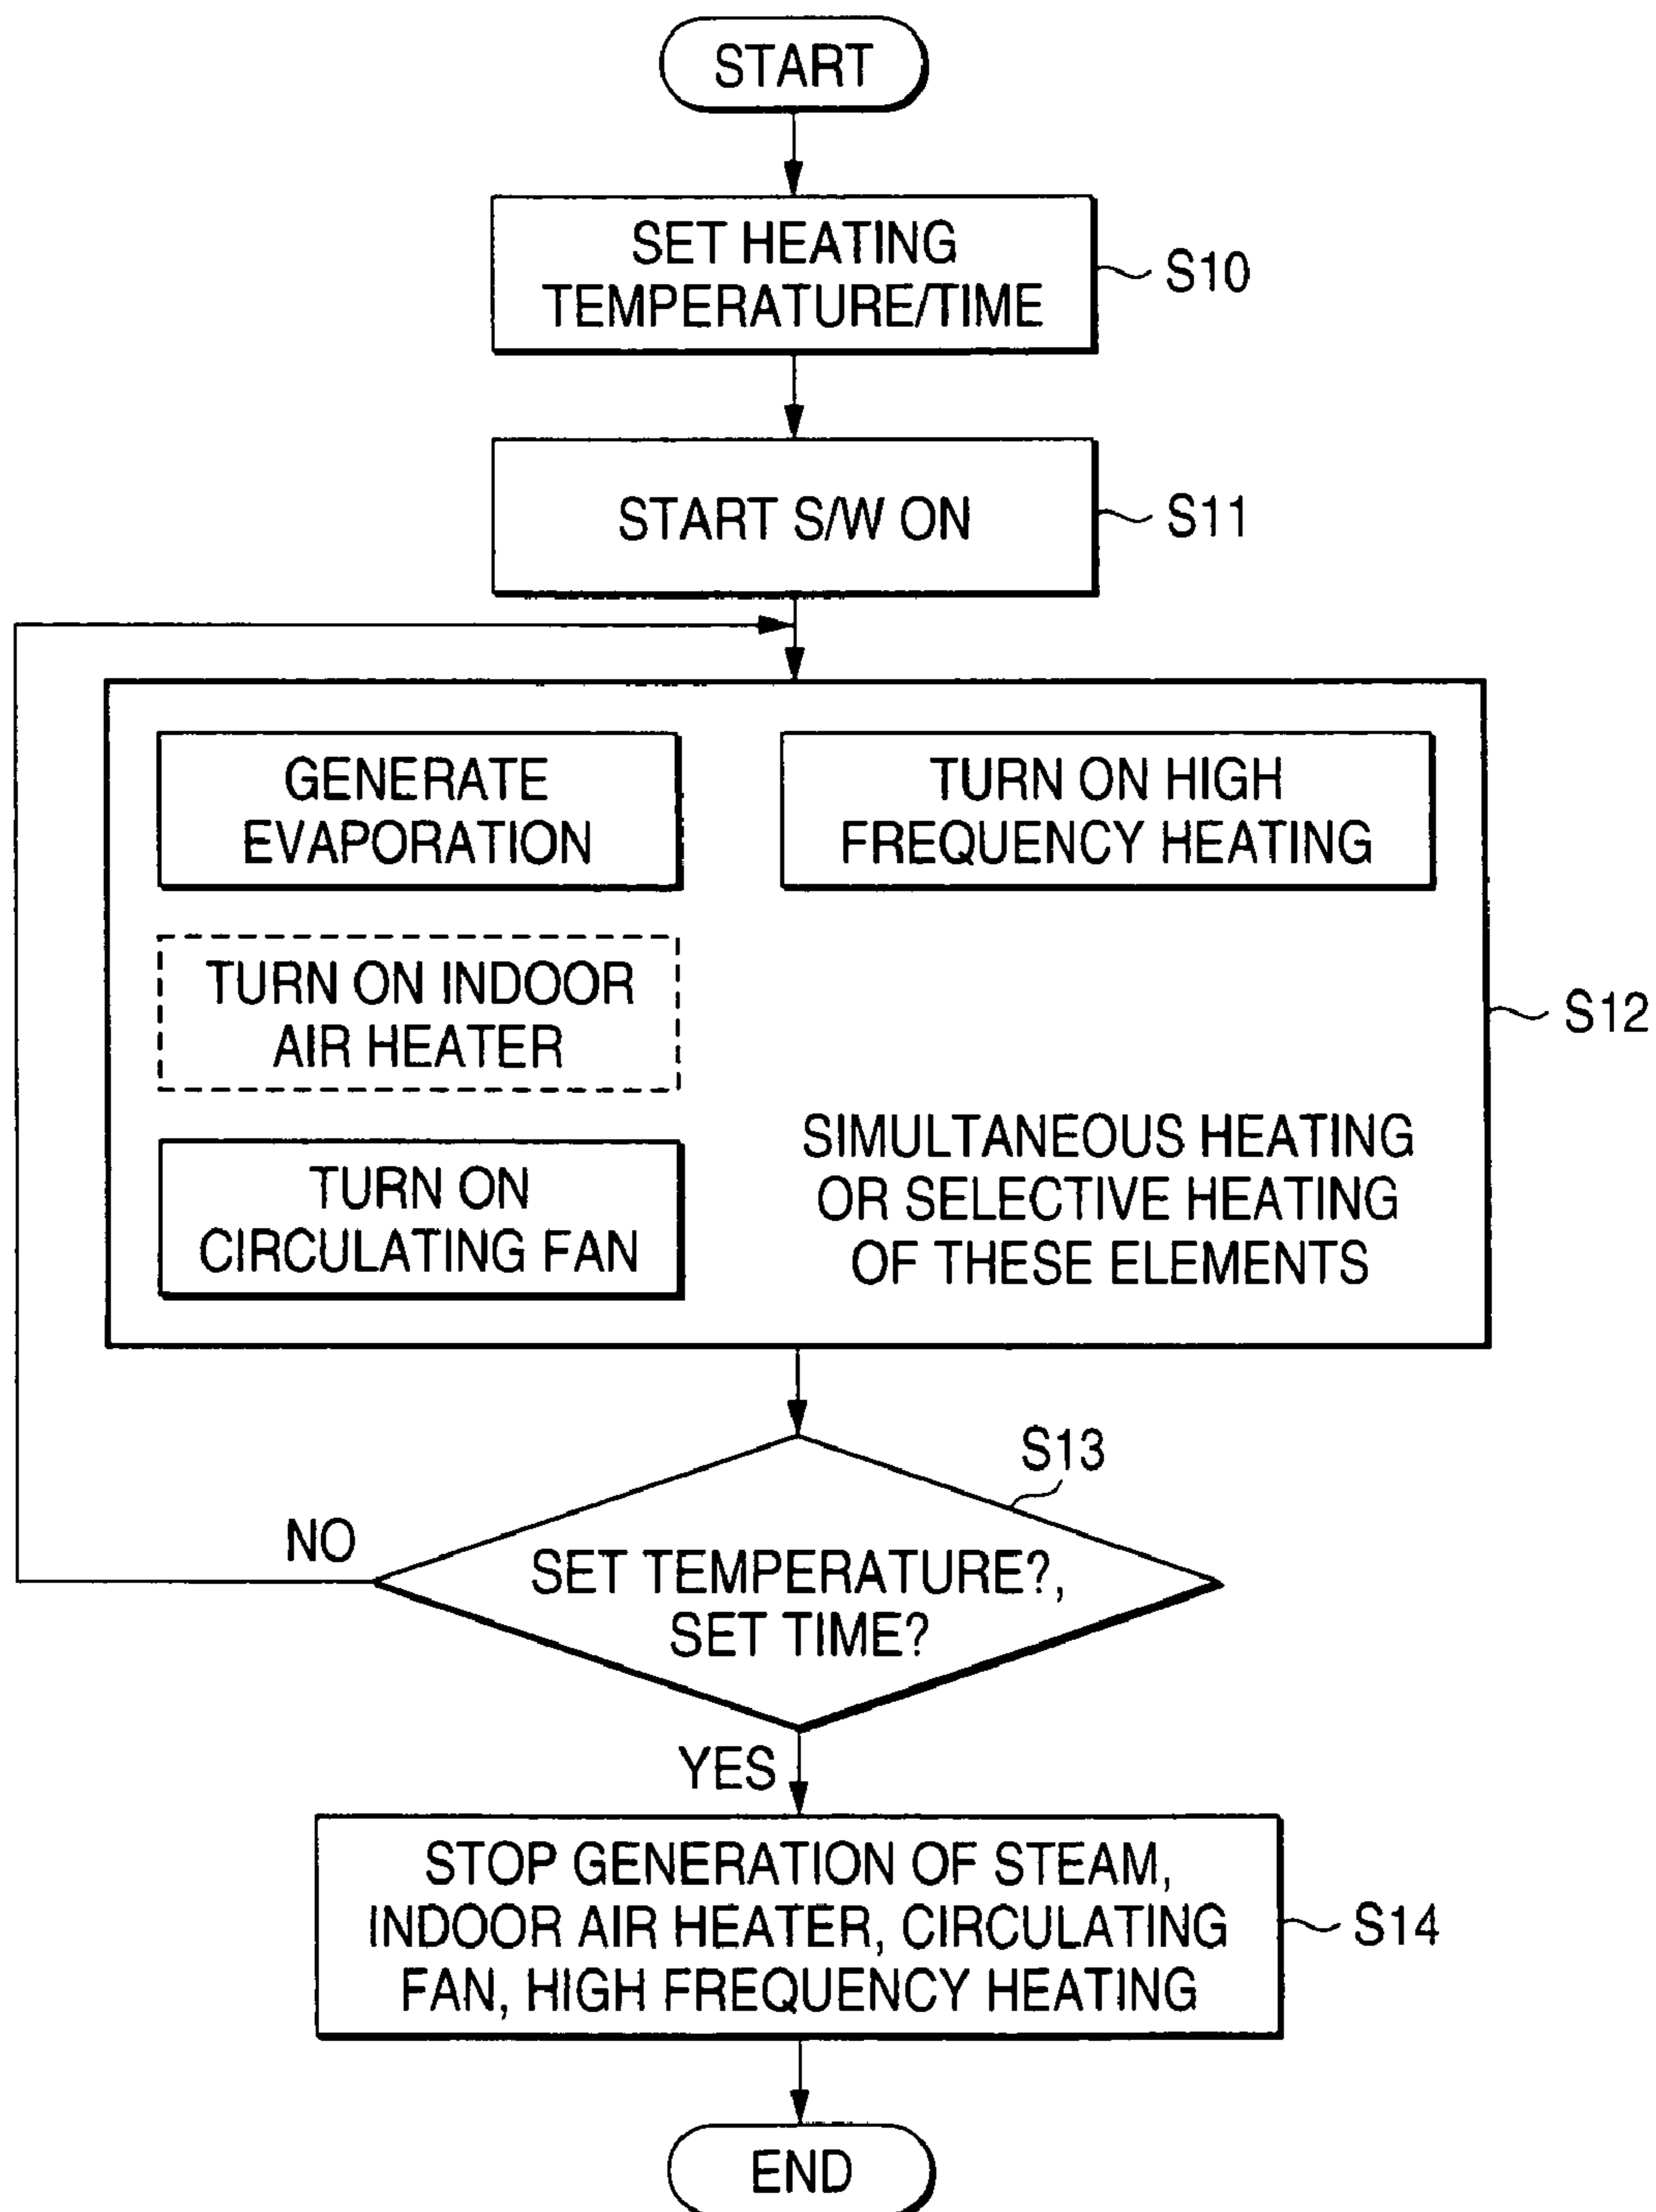 START
SET HEATING
TEMPERATURE/TIME
S10
START S/W ON
S11
GENERATE
EVAPORATION
TURN ON HIGH
FREQUENCY HEATING
TURN ON INDOOR
AIR HEATER
S12
TURN ON
CIRCULATING FAN
SIMULTANEOUS HEATING
OR SELECTIVE HEATING
OF THESE ELEMENTS
S13
NO
SET TEMPERATURE?,
SET TIME?
YES
STOP GENERATION OF STEAM,
INDOOR AIR HEATER, CIRCULATING
FAN, HIGH FREQUENCY HEATING
S14
END